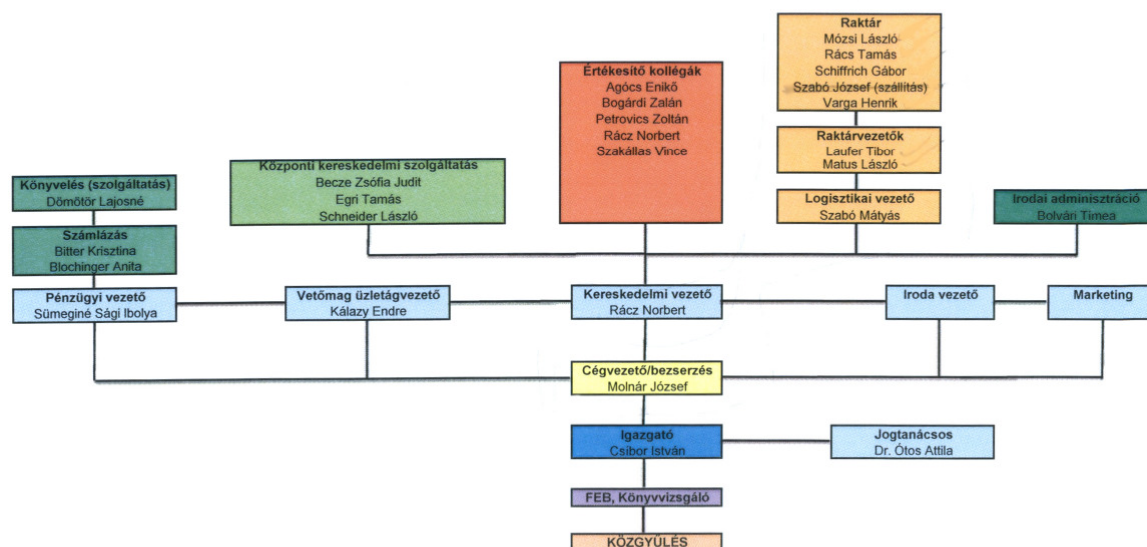 Raktár
Mózsi László
Rács Tamás
Schiffrich Gábor
Szabó József (szállítás)
Varga Henrik
Értékesítő kollégák
Agócs Enikő
Bogárdi Zalán
Petrovics Zoltán
Rácz Norbert
Szakállas Vince
Raktárvezetők
Laufer Tibor
Matus László
Központi kereskedelmi szolgáltatás
Becze Zsófia Judit
Egri Tamás
Schneider László
Könyvelés (szolgáltatás)
Dömötör Lajosné
Logisztikai vezető
Szabó Mátyás
Irodai adminisztráció
Bolvári Tímea
Számlázás
Bitter Krisztina
Blochinger Anita
Pénzügyi vezető
Sümeginé Sági Ibolya
Vetőmag üzletágvezető
Kálazy Endre
Kereskedelmi vezető
Rácz Norbert
Iroda vezető
Marketing
Cégvezető/bezserzés
Molnár József
Igazgató
Csibor István
Jogtanácsos
Dr. Ótos Attila
FEB, Könyvvizsgáló
KÖZGYŰLÉS